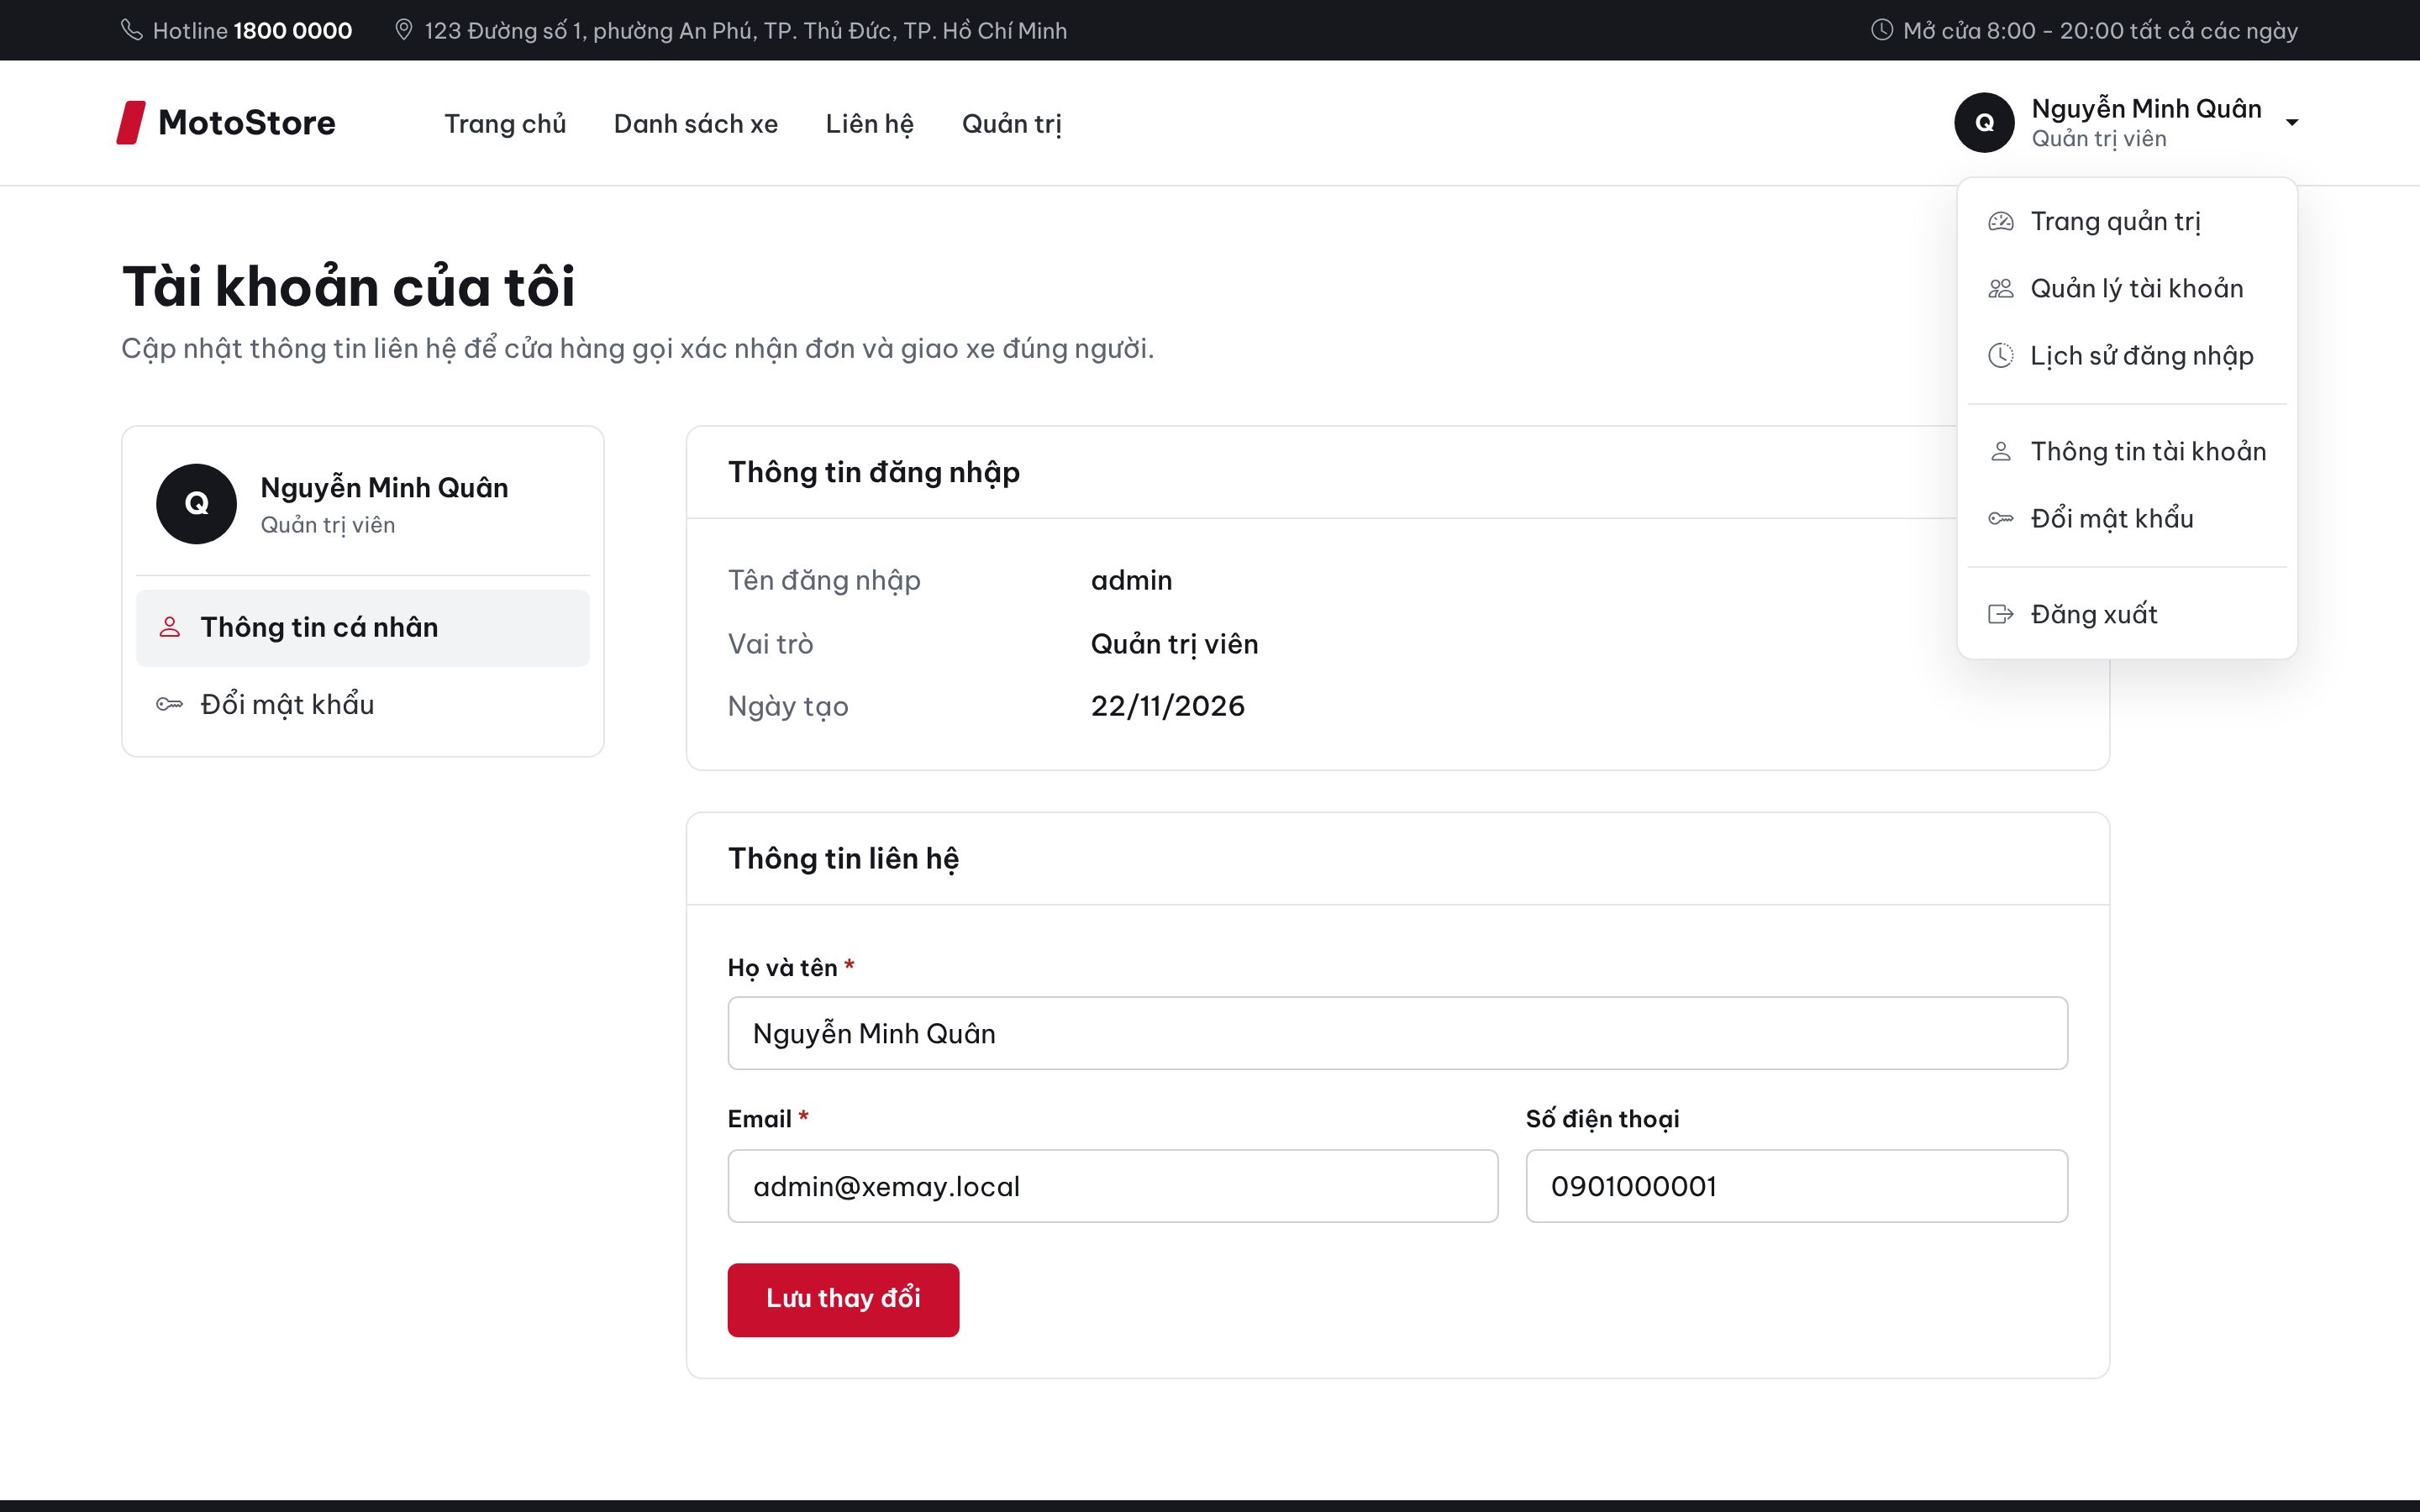 Hotline 1800 0000
123 Đường số 1, phường An Phú, TP. Thủ Đức, TP. Hồ Chí Minh
Mở cửa 8:00 - 20:00 tất cả các ngày
MotoStore
Trang chủ
Danh sách xe
Liên hệ
Quản trị
Q
Nguyễn Minh Quân
Quản trị viên
Trang quản trị
Quản lý tài khoản
Lịch sử đăng nhập
Thông tin tài khoản
Đổi mật khẩu
Đăng xuất
Tài khoản của tôi
Cập nhật thông tin liên hệ để cửa hàng gọi xác nhận đơn và giao xe đúng người.
Q
Nguyễn Minh Quân
Quản trị viên
Thông tin cá nhân
Đổi mật khẩu
Thông tin đăng nhập
Tên đăng nhập admin
Vai trò Quản trị viên
Ngày tạo 22/11/2026
Thông tin liên hệ
Họ và tên *
Nguyễn Minh Quân
Email *
admin@xemay.local
Số điện thoại
0901000001
Lưu thay đổi